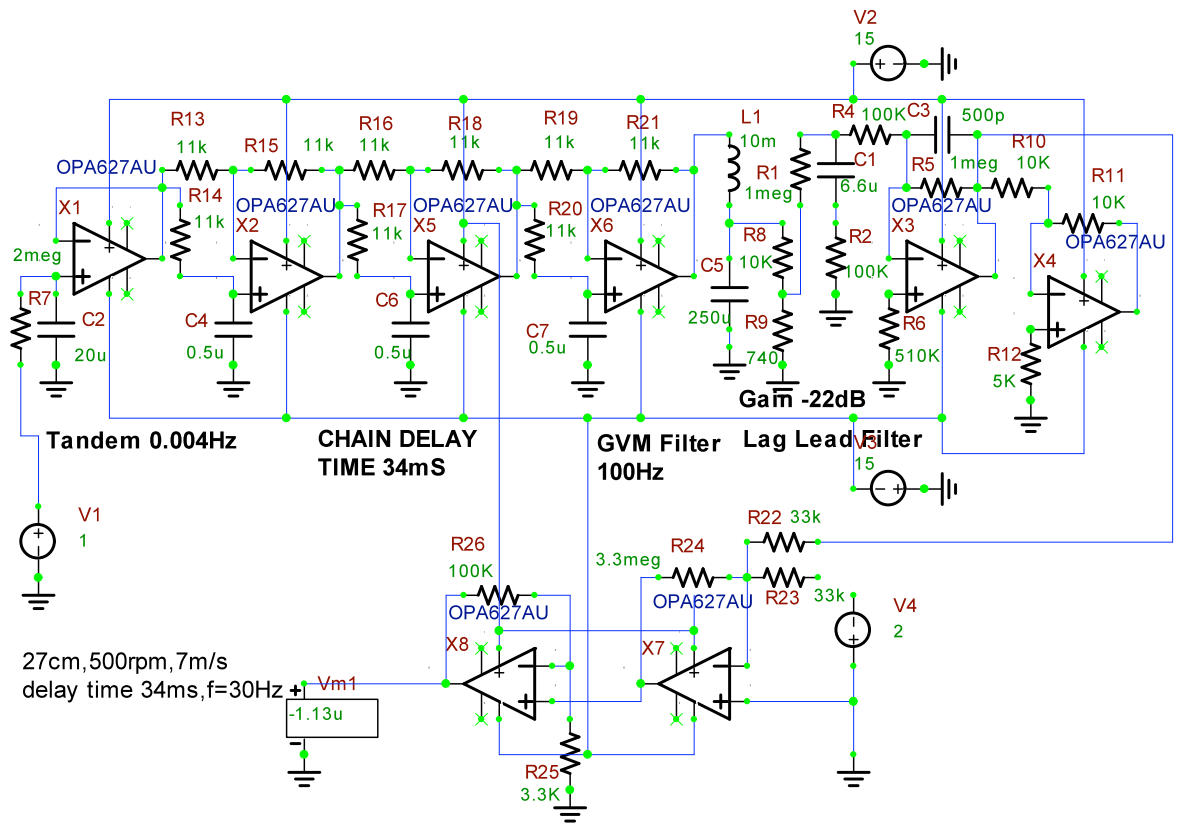 V2
15
R13
11k
R15
11k
R16
11k
R18
11k
R19
11k
R21
11k
L1
10m
R4
100K
C3
500p
R1
1meg
C1
6.6u
R5
1meg
R10
10K
R11
10K
OPA627AU
R14
11k
OPA627AU
R17
11k
OPA627AU
R20
11k
OPA627AU
OPA627AU
OPA627AU
X1
X2
X5
X6
X3
X4
2meg
R7
C2
20u
C4
0.5u
C6
0.5u
C7
0.5u
C5
250u
R8
10K
R9
740
R2
100K
R6
510K
R12
5K
Gain -22dB
Tandem 0.004Hz
CHAIN DELAY
TIME 34mS
GVM Filter
100Hz
Lag Lead Filter
V3
15
V1
1
R26
100K
OPA627AU
3.3meg
R24
OPA627AU
R22
33k
R23
33k
V4
2
X8
X7
27cm,500rpm,7m/s
delay time 34ms,f=30Hz
+ Vm1
-1.13u
R25
3.3K